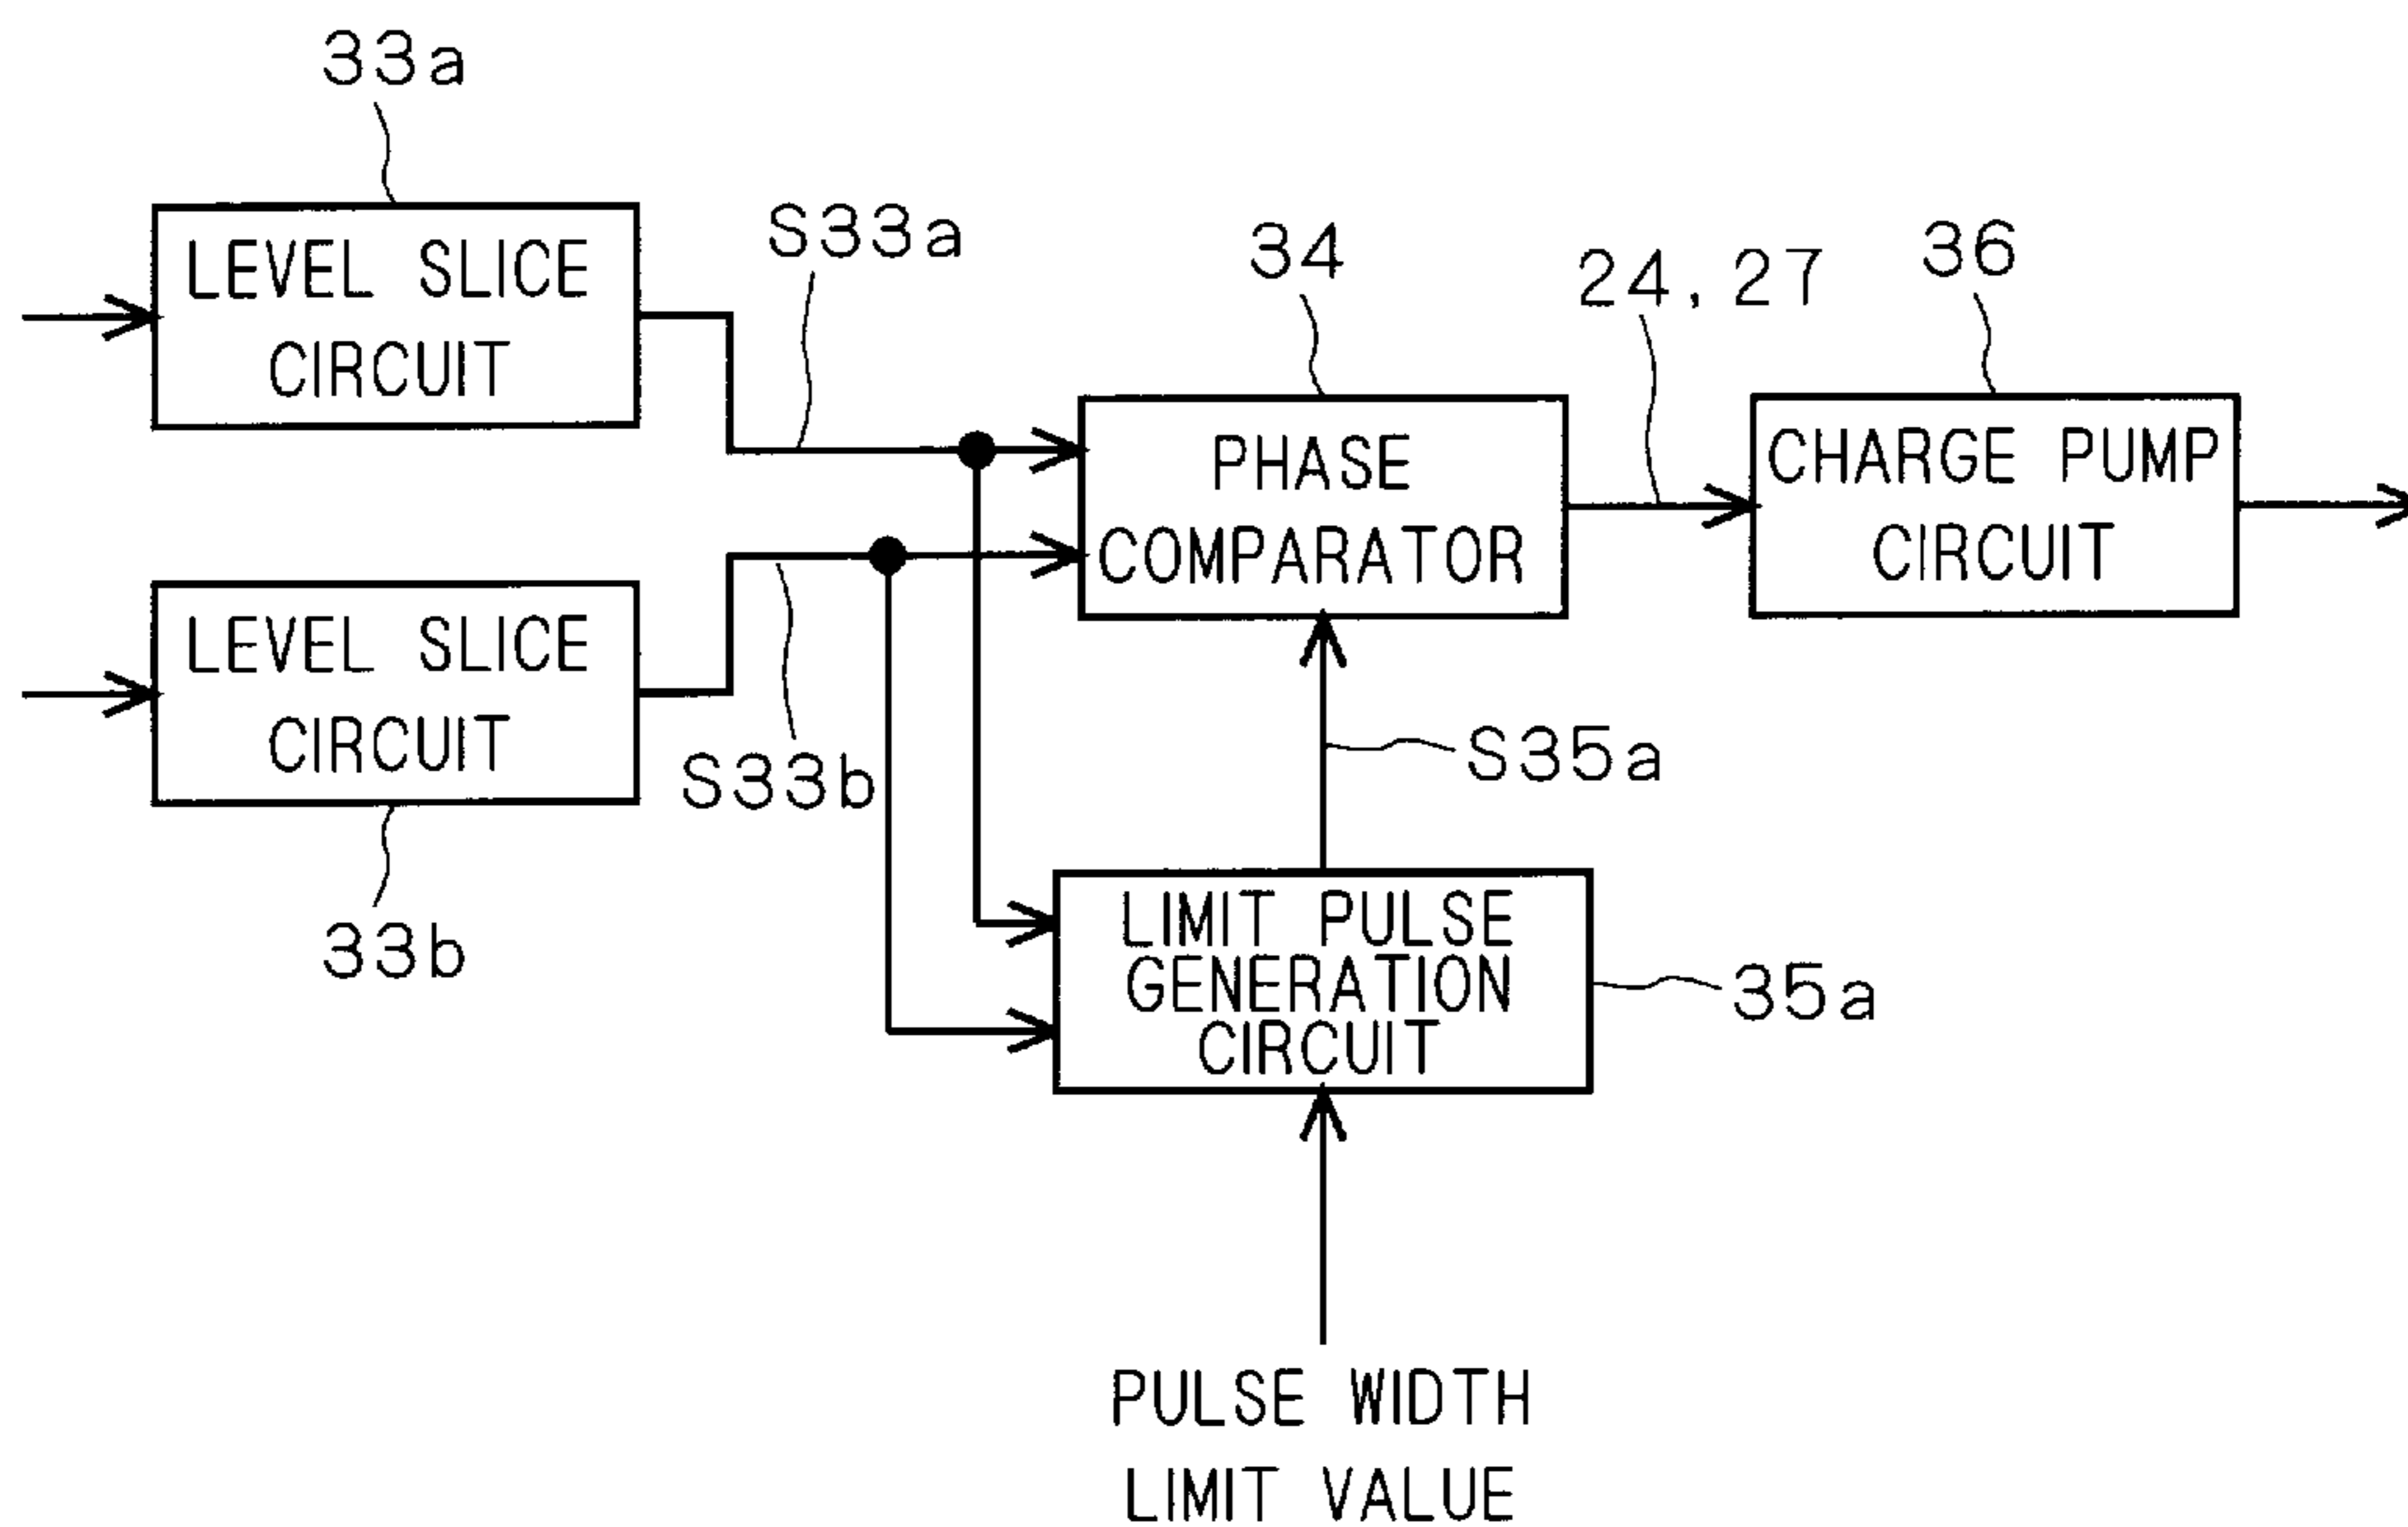 33a
LEVEL SLICE
CIRCUIT
S33a
34
24, 27
36
PHASE
COMPARATOR
CHARGE PUMP
CIRCUIT
LEVEL SLICE
CIRCUIT
S33b
33b
S35a
LIMIT PULSE
GENERATION
CIRCUIT
35a
PULSE WIDTH
LIMIT VALUE